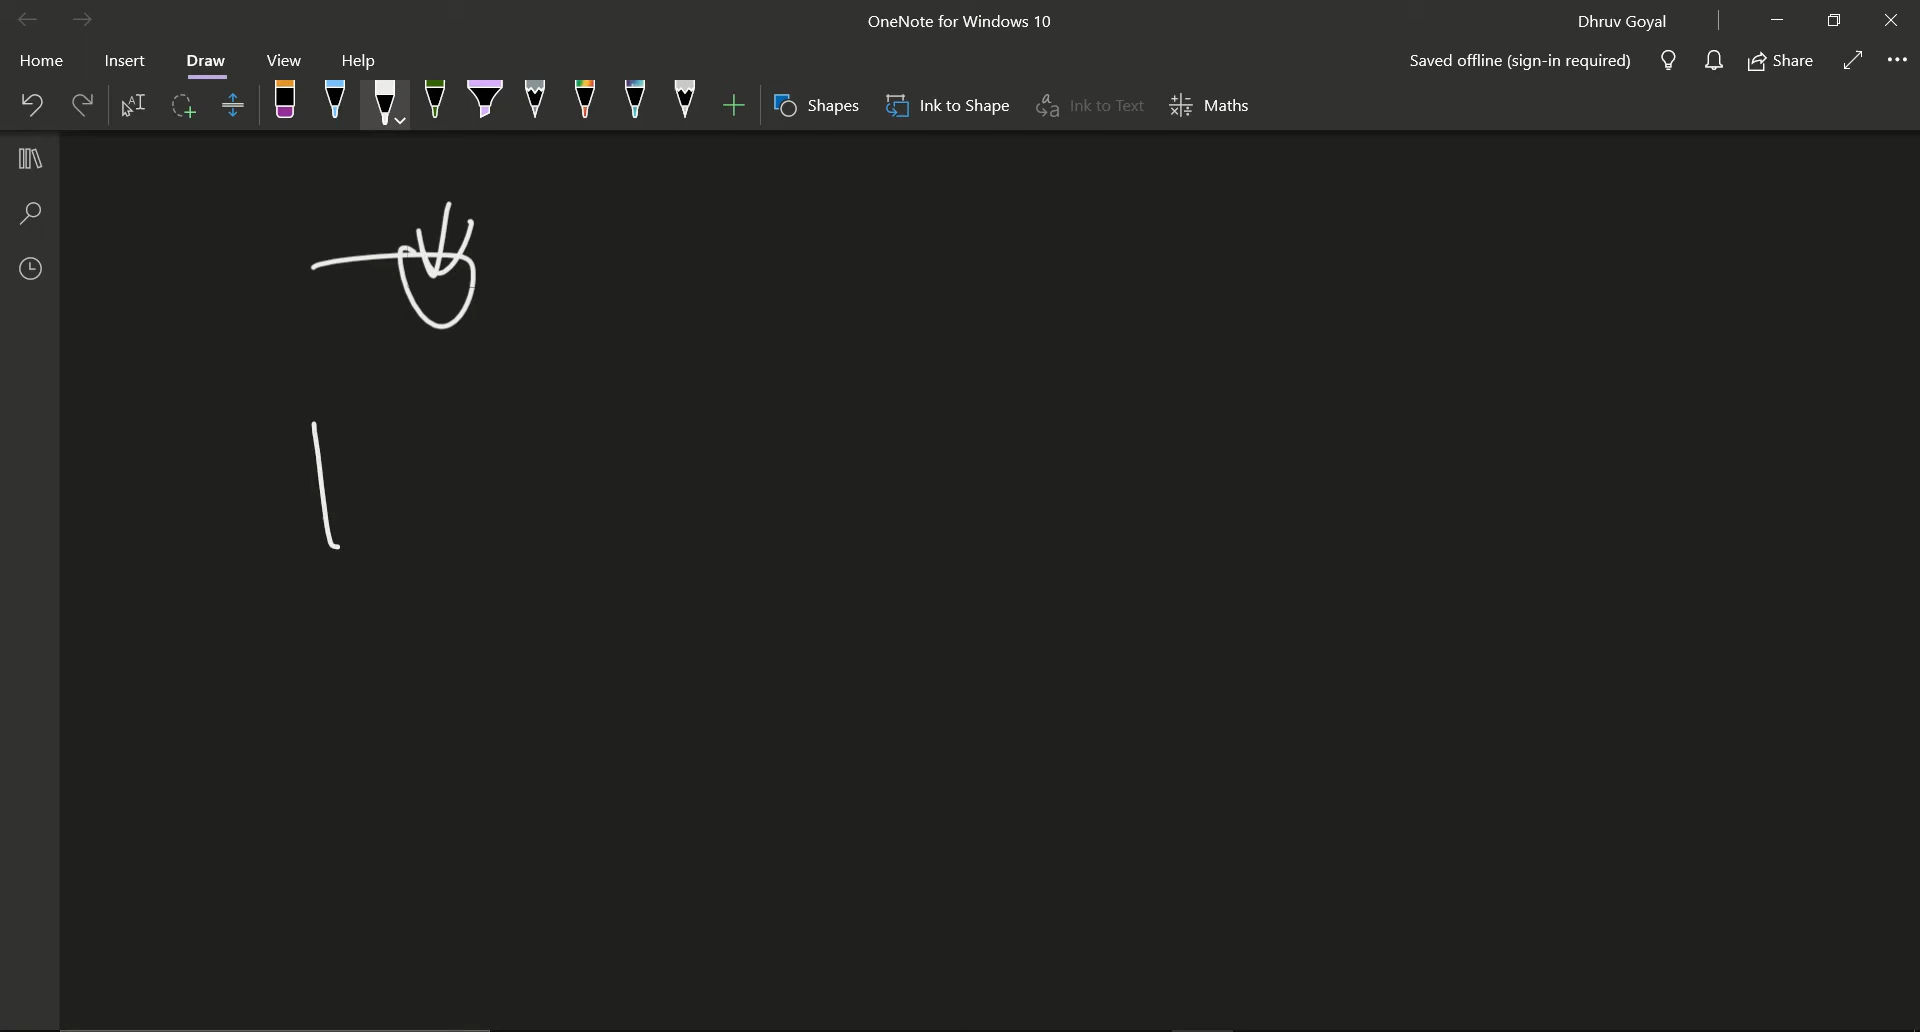 OneNote for Windows 10
Dhruv Goyal
Home Insert Draw View Help
Saved offline (sign-in required) Share
Shapes Ink to Shape Ink to Text Maths